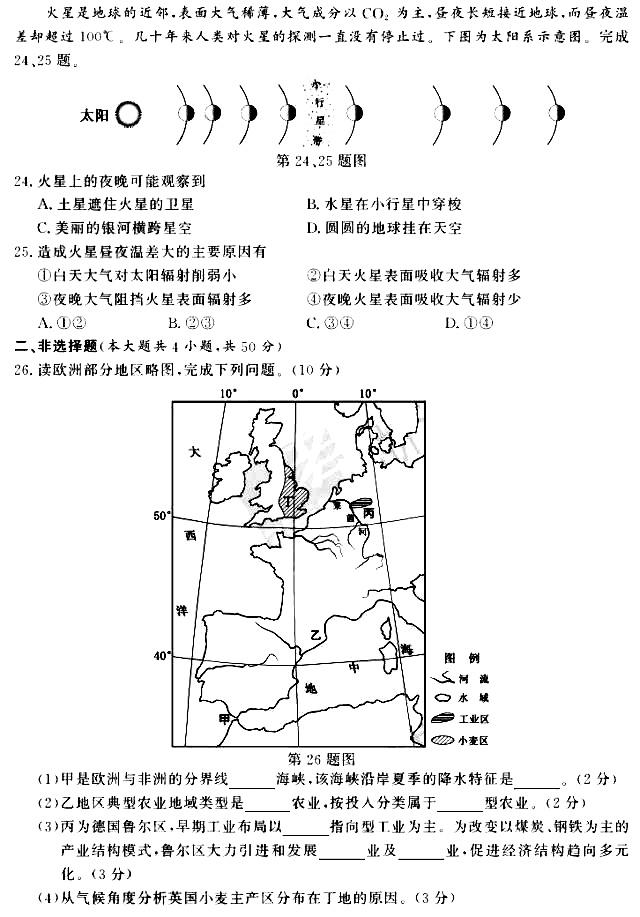 火星是地球的近邻,表面大气稀薄,大气成分以CO₂为主,昼夜长短接近地球,而昼夜温
差却超过100℃。几十年来人类对火星的探测一直没有停止过。下图为太阳系示意图。完成
24、25题。
太阳
小行星带
第24、25题图
24.火星上的夜晚可能观察到
A.土星遮住火星的卫星 B.水星在小行星中穿梭
C.美丽的银河横跨星空 D.圆圆的地球挂在天空
25.造成火星昼夜温差大的主要原因有
①白天大气对太阳辐射削弱小 ②白天火星表面吸收大气辐射多
③夜晚大气阻挡火星表面辐射多 ④夜晚火星表面吸收大气辐射少
A.①② B.②③ C.③④ D.①④
二、非选择题(本大题共4小题,共50分)
26.读欧洲部分地区略图,完成下列问题。(10分)
10° 0° 10°
大
丁
莱
茵
河
丙
50°
西
洋
乙
40°
地 中 海
甲
图 例
河 流
水 域
工业区
小麦区
第26题图
(1)甲是欧洲与非洲的分界线______海峡,该海峡沿岸夏季的降水特征是______。(2分)
(2)乙地区典型农业地域类型是______农业,按投入分类属于______型农业。(2分)
(3)丙为德国鲁尔区,早期工业布局以______指向型工业为主。为改变以煤炭、钢铁为主的
产业结构模式,鲁尔区大力引进和发展______业及______业,促进经济结构趋向多元
化。(3分)
(4)从气候角度分析英国小麦主产区分布在丁地的原因。(3分)